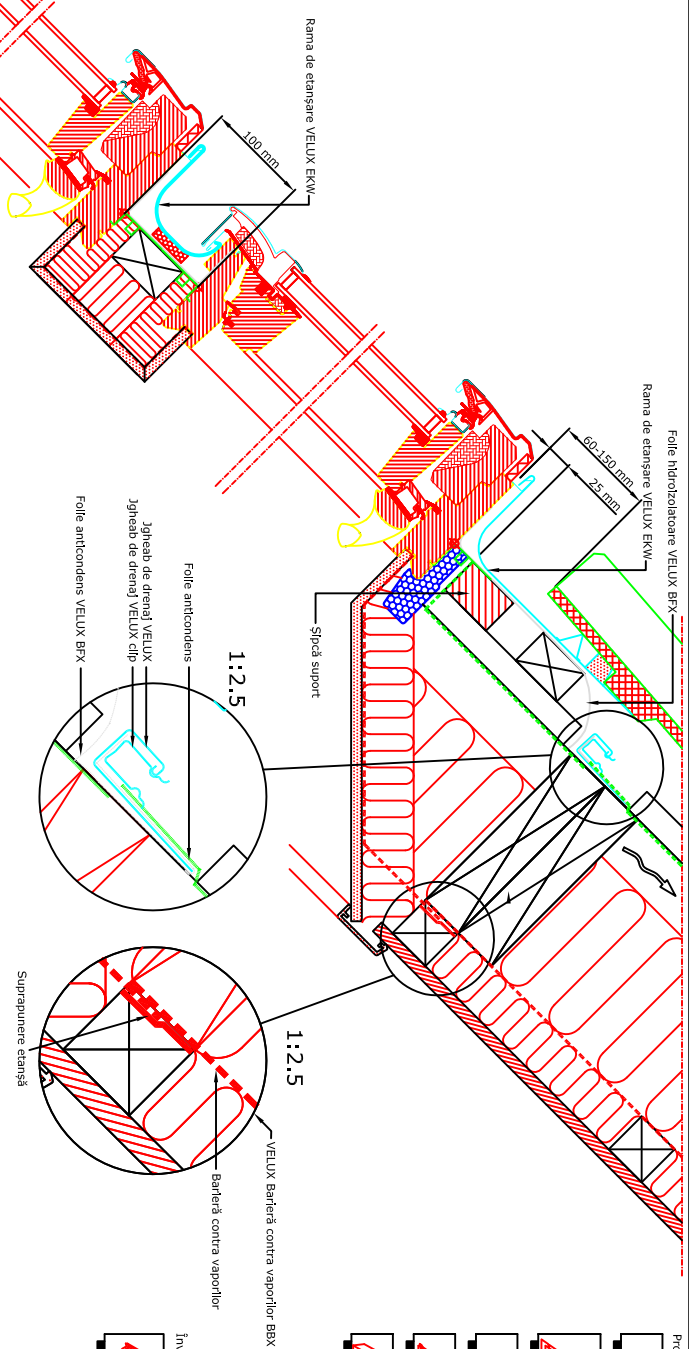 Folie hidroizolatoare VELUX BFX
Rama de etanșare VELUX EKW
60-150 mm
25 mm
Rama de etanșare VELUX EKW
100 mm
Șipcă suport
1:2.5
Folie anticondens
Jgheab de drenaj VELUX
Jgheab de drenaj VELUX clip
Folie anticondens VELUX BFX
1:2.5
VELUX Barieră contra vaporilor BBX
Barieră contra vaporilor
Suprapunere etanșă
Pro
Înv